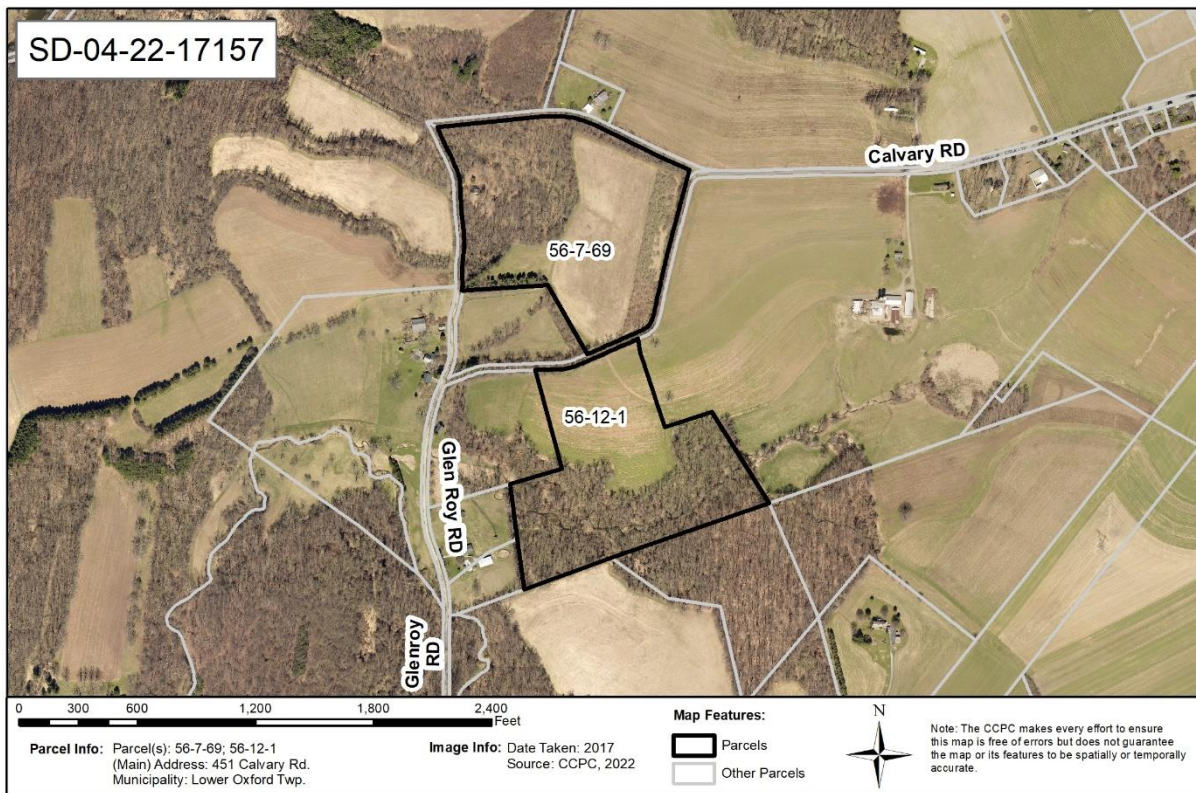 SD-04-22-17157
Calvary RD
56-7-69
56-12-1
Glen Roy RD
Glenroy
RD
0 300 600 1,200 1,800 2,400
Feet
Parcel Info: Parcel(s): 56-7-69; 56-12-1
(Main) Address: 451 Calvary Rd.
Municipality: Lower Oxford Twp.
Image Info: Date Taken: 2017
Source: CCPC, 2022
Map Features:
Parcels
Other Parcels
N
Note: The CCPC makes every effort to ensure
this map is free of errors but does not guarantee
the map or its features to be spatially or temporally
accurate.